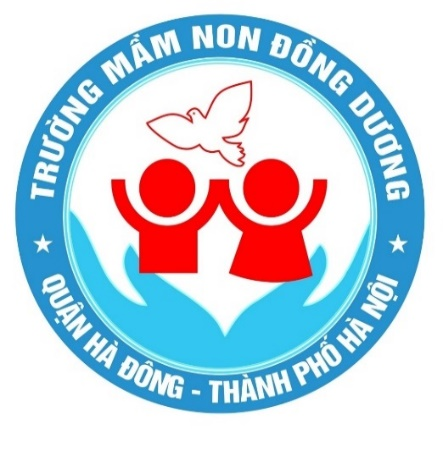 TRƯỜNG MẦM NON ĐỒNG DƯƠNG
QUẬN HÀ ĐÔNG - THÀNH PHỐ HÀ NỘI